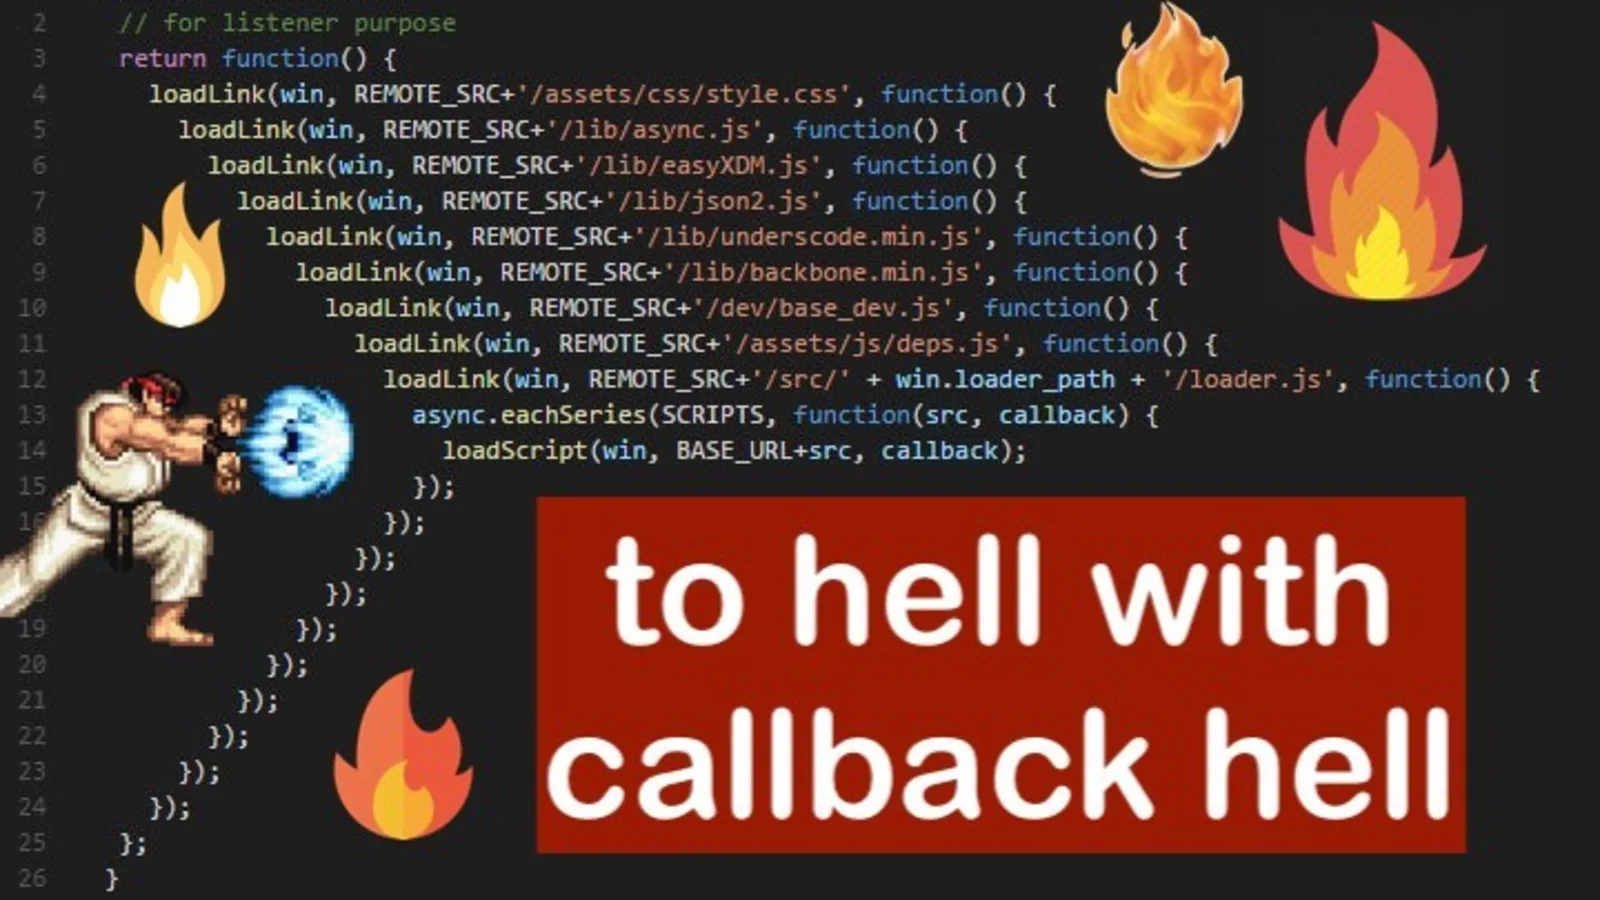 2 // for listener purpose
3 return function() {
4 loadLink(win, REMOTE_SRC+'/assets/css/style.css', function() {
5 loadLink(win, REMOTE_SRC+'/lib/async.js', function() {
6 loadLink(win, REMOTE_SRC+'/lib/easyXDM.js', function() {
7 loadLink(win, REMOTE_SRC+'/lib/json2.js', function() {
8 loadLink(win, REMOTE_SRC+'/lib/underscode.min.js', function() {
9 loadLink(win, REMOTE_SRC+'/lib/backbone.min.js', function() {
10 loadLink(win, REMOTE_SRC+'/dev/base_dev.js', function() {
11 loadLink(win, REMOTE_SRC+'/assets/js/deps.js', function() {
12 loadLink(win, REMOTE_SRC+'/src/' + win.loader_path + '/loader.js', function() {
13 async.eachSeries(SCRIPTS, function(src, callback) {
14 loadScript(win, BASE_URL+src, callback);
15 });
});
});
});
19 });
20 });
21 });
22 });
23 });
24 });
25 };
26 }
to hell with
callback hell